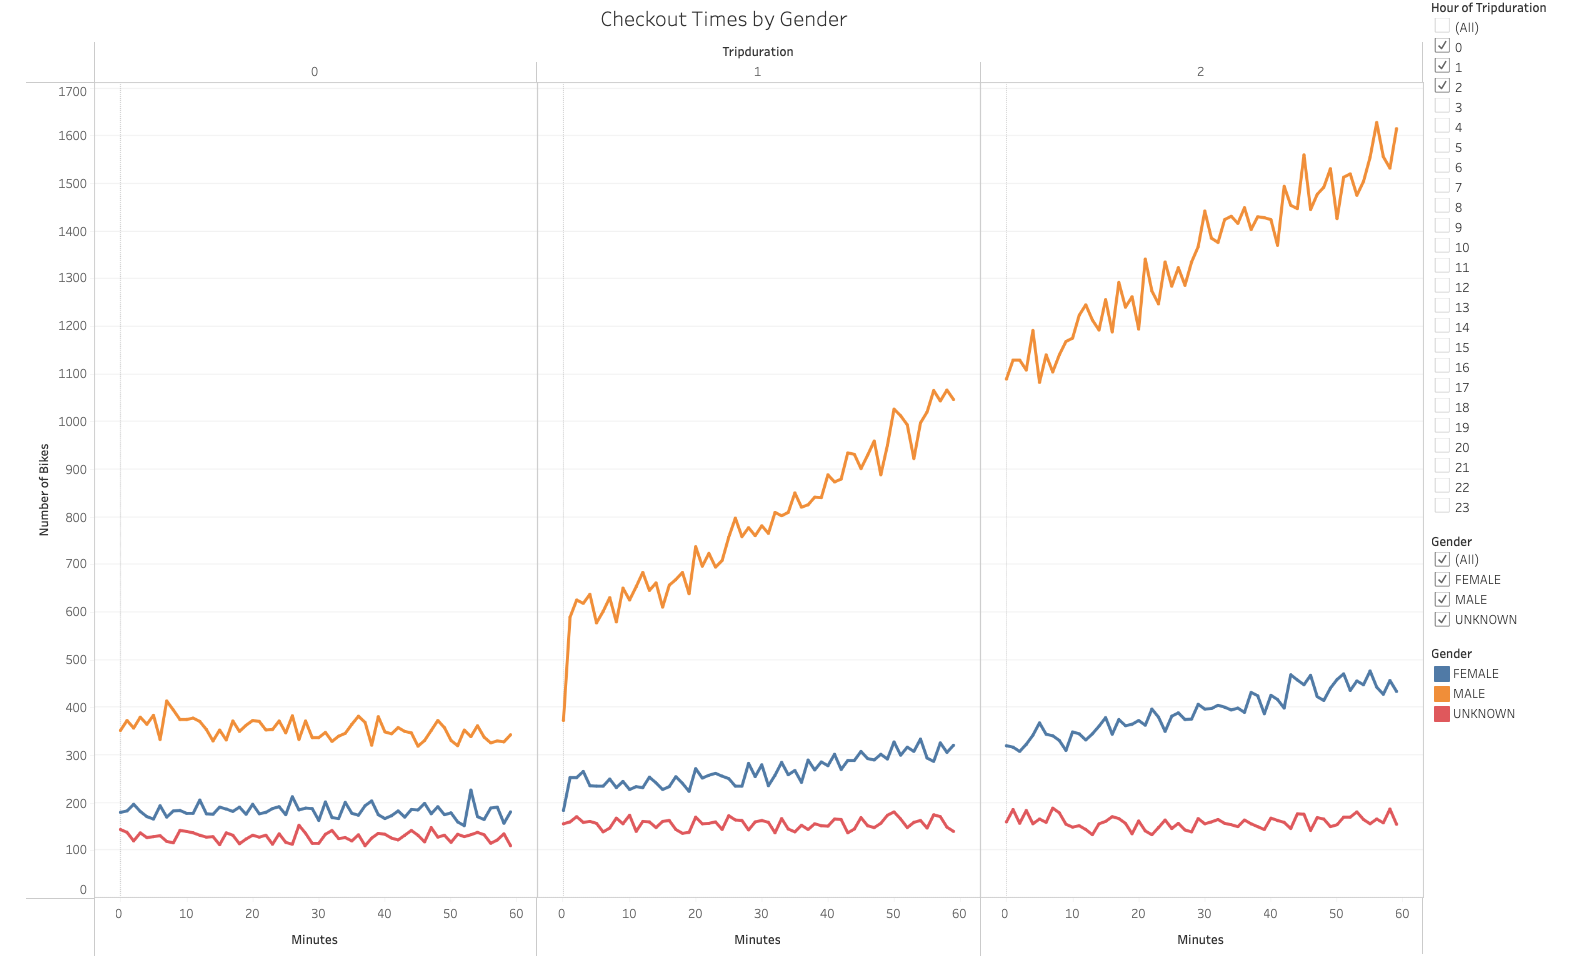 Checkout Times by Gender
Tripduration
0 1 2
1700
1600
1500
1400
1300
1200
1100
1000
900
800
700
600
500
400
300
200
100
0
Number of Bikes
0 10 20 30 40 50 60 0 10 20 30 40 50 60 0 10 20 30 40 50 60
Minutes Minutes Minutes
Hour of Tripduration
(All)
0
1
2
3
4
5
6
7
8
9
10
11
12
13
14
15
16
17
18
19
20
21
22
23
Gender
(All)
FEMALE
MALE
UNKNOWN
Gender
FEMALE
MALE
UNKNOWN